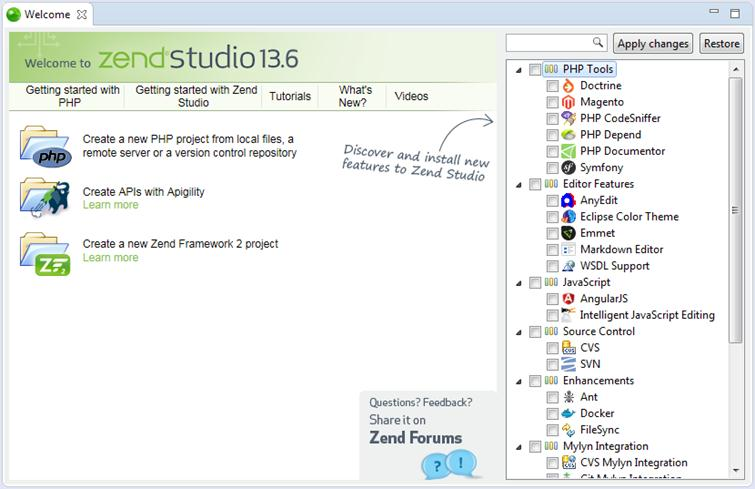 Welcome
Welcome to zend Studio 13.6
Apply changes
Restore
Getting started with PHP
Getting started with Zend Studio
Tutorials
What's New?
Videos
Discover and install new
features to Zend Studio
Create a new PHP project from local files, a
remote server or a version control repository
php
Create APIs with Apigility
Learn more
Create a new Zend Framework 2 project
Learn more
ZF2
Questions? Feedback?
Share it on
Zend Forums
? !
PHP Tools
Doctrine
Magento
PHP CodeSniffer
PHP Depend
PHP Documentor
Symfony
Editor Features
AnyEdit
Eclipse Color Theme
Emmet
Markdown Editor
WSDL Support
JavaScript
AngularJS
Intelligent JavaScript Editing
Source Control
CVS
SVN
Enhancements
Ant
Docker
FileSync
Mylyn Integration
CVS Mylyn Integration
Git Mylyn Integration